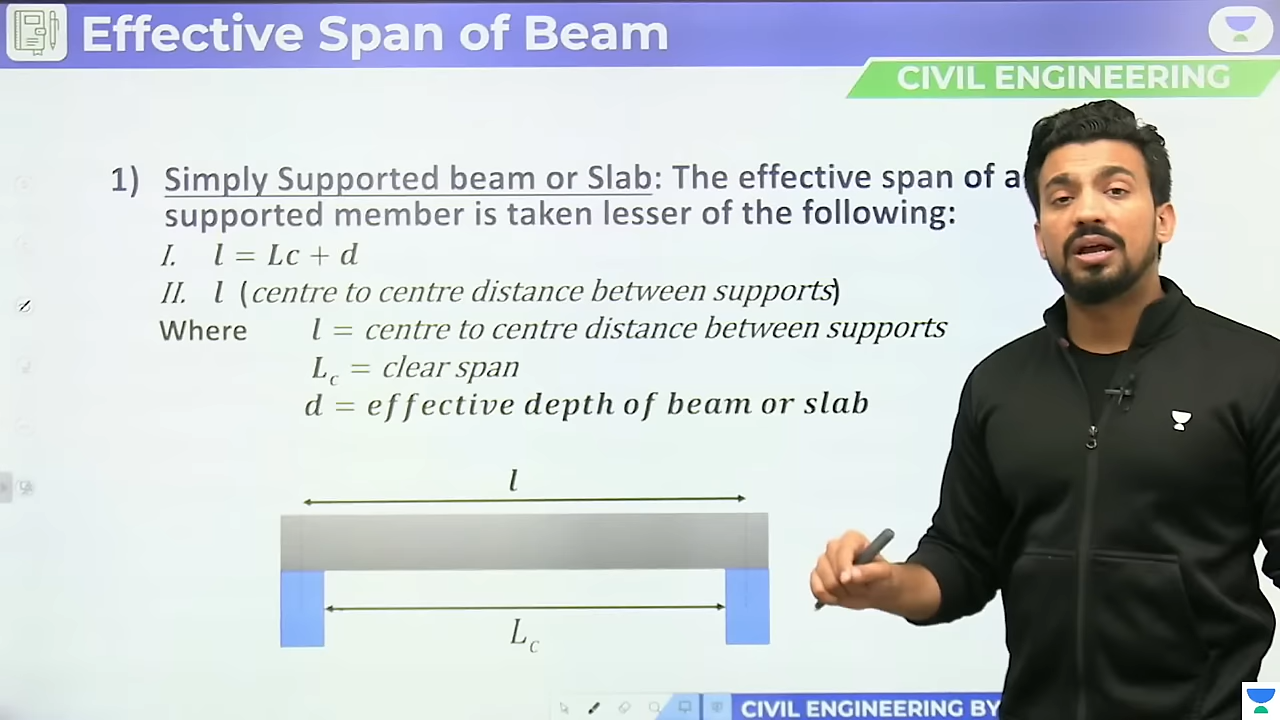 Effective Span of Beam
CIVIL ENGINEERING
1) Simply Supported beam or Slab: The effective span of a
supported member is taken lesser of the following:
I. l = Lc + d
II. l (centre to centre distance between supports)
Where l = centre to centre distance between supports
L_c = clear span
d = effective depth of beam or slab
l
L_c
CIVIL ENGINEERING BY